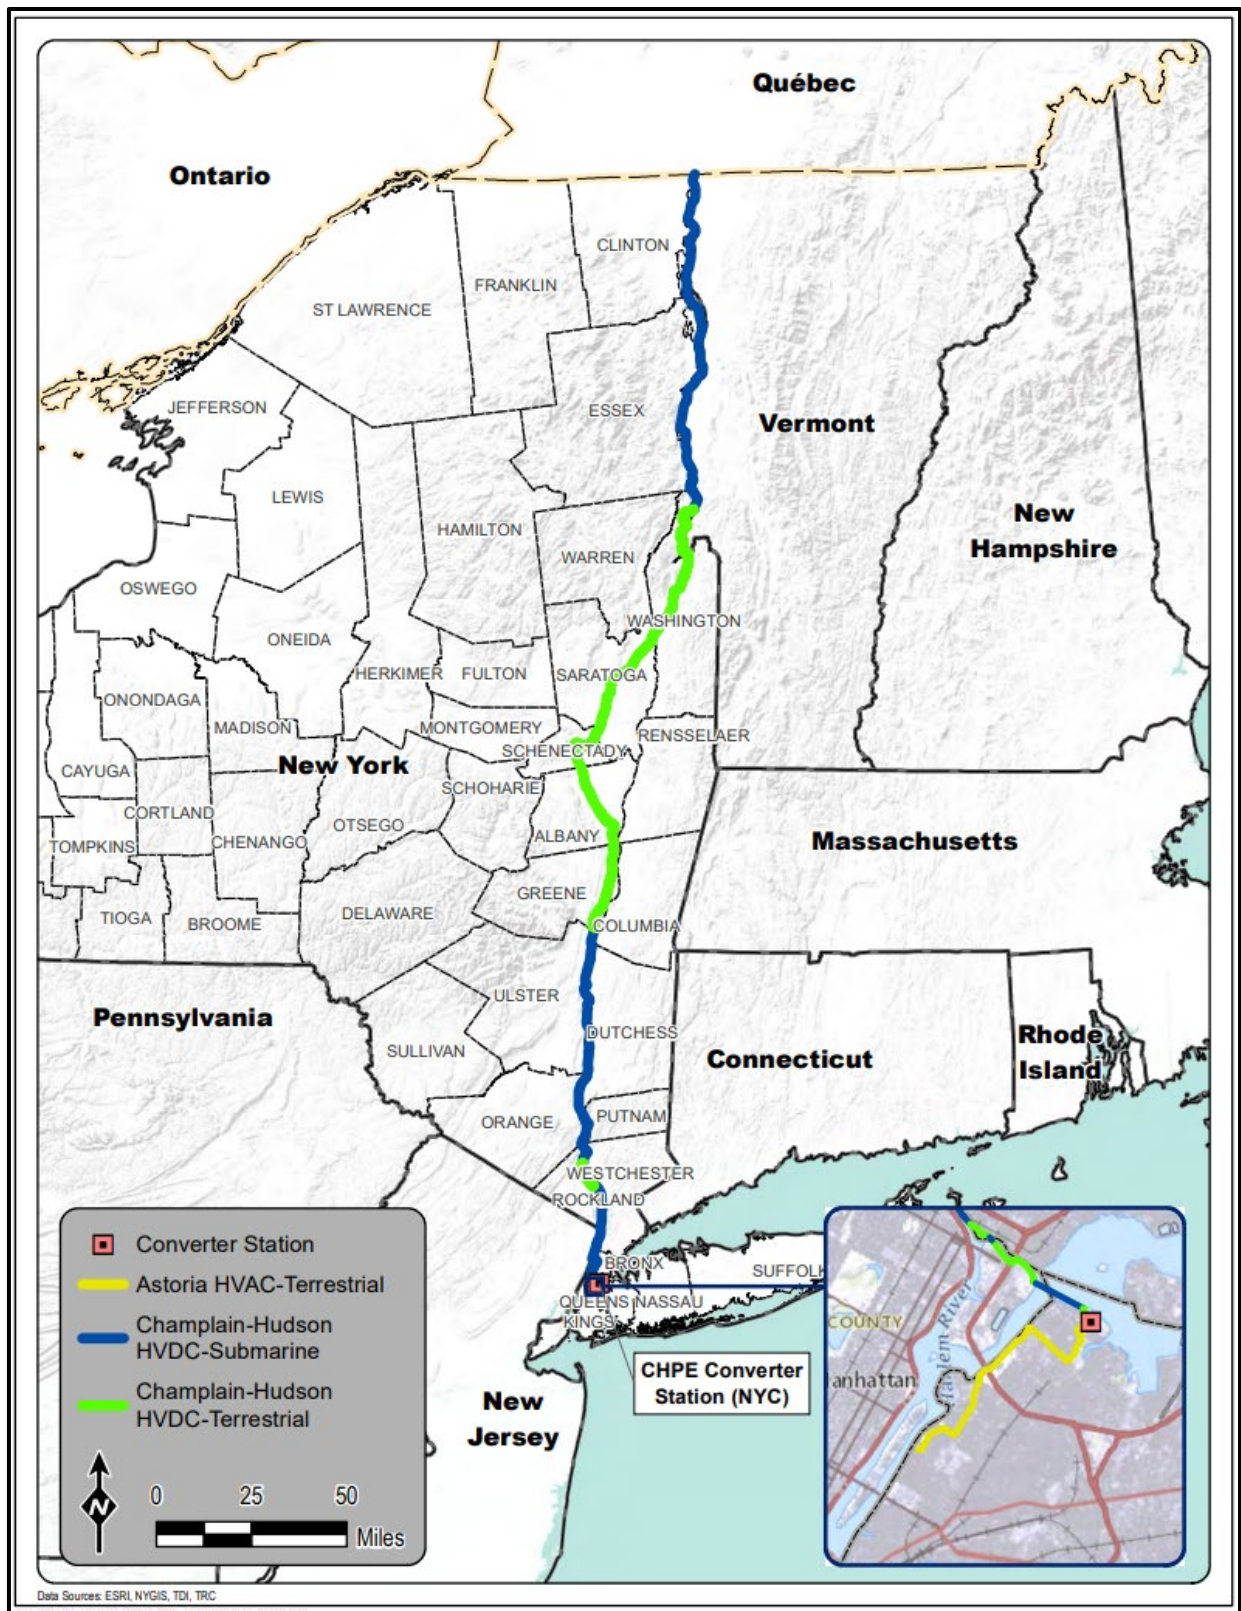 Québec
Ontario
CLINTON
FRANKLIN
ST LAWRENCE
JEFFERSON
ESSEX
Vermont
LEWIS
HAMILTON
New
Hampshire
WARREN
OSWEGO
WASHINGTON
ONEIDA
HERKIMER
FULTON
SARATOGA
ONONDAGA
MADISON
MONTGOMERY
RENSSELAER
SCHENECTADY
New York
CAYUGA
SCHOHARIE
CORTLAND
OTSEGO
ALBANY
Massachusetts
TOMPKINS
CHENANGO
GREENE
TIOGA
BROOME
DELAWARE
COLUMBIA
ULSTER
Pennsylvania
DUTCHESS
Rhode
Island
SULLIVAN
Connecticut
ORANGE
PUTNAM
WESTCHESTER
ROCKLAND
BRONX
SUFFOLK
QUEENS NASSAU
KINGS
CHPE Converter
Station (NYC)
New
Jersey
Converter Station
Astoria HVAC-Terrestrial
Champlain-Hudson
HVDC-Submarine
Champlain-Hudson
HVDC-Terrestrial
N
0 25 50
Miles
COUNTY
Harlem River
anhattan
Data Sources: ESRI, NYGIS, TDI, TRC